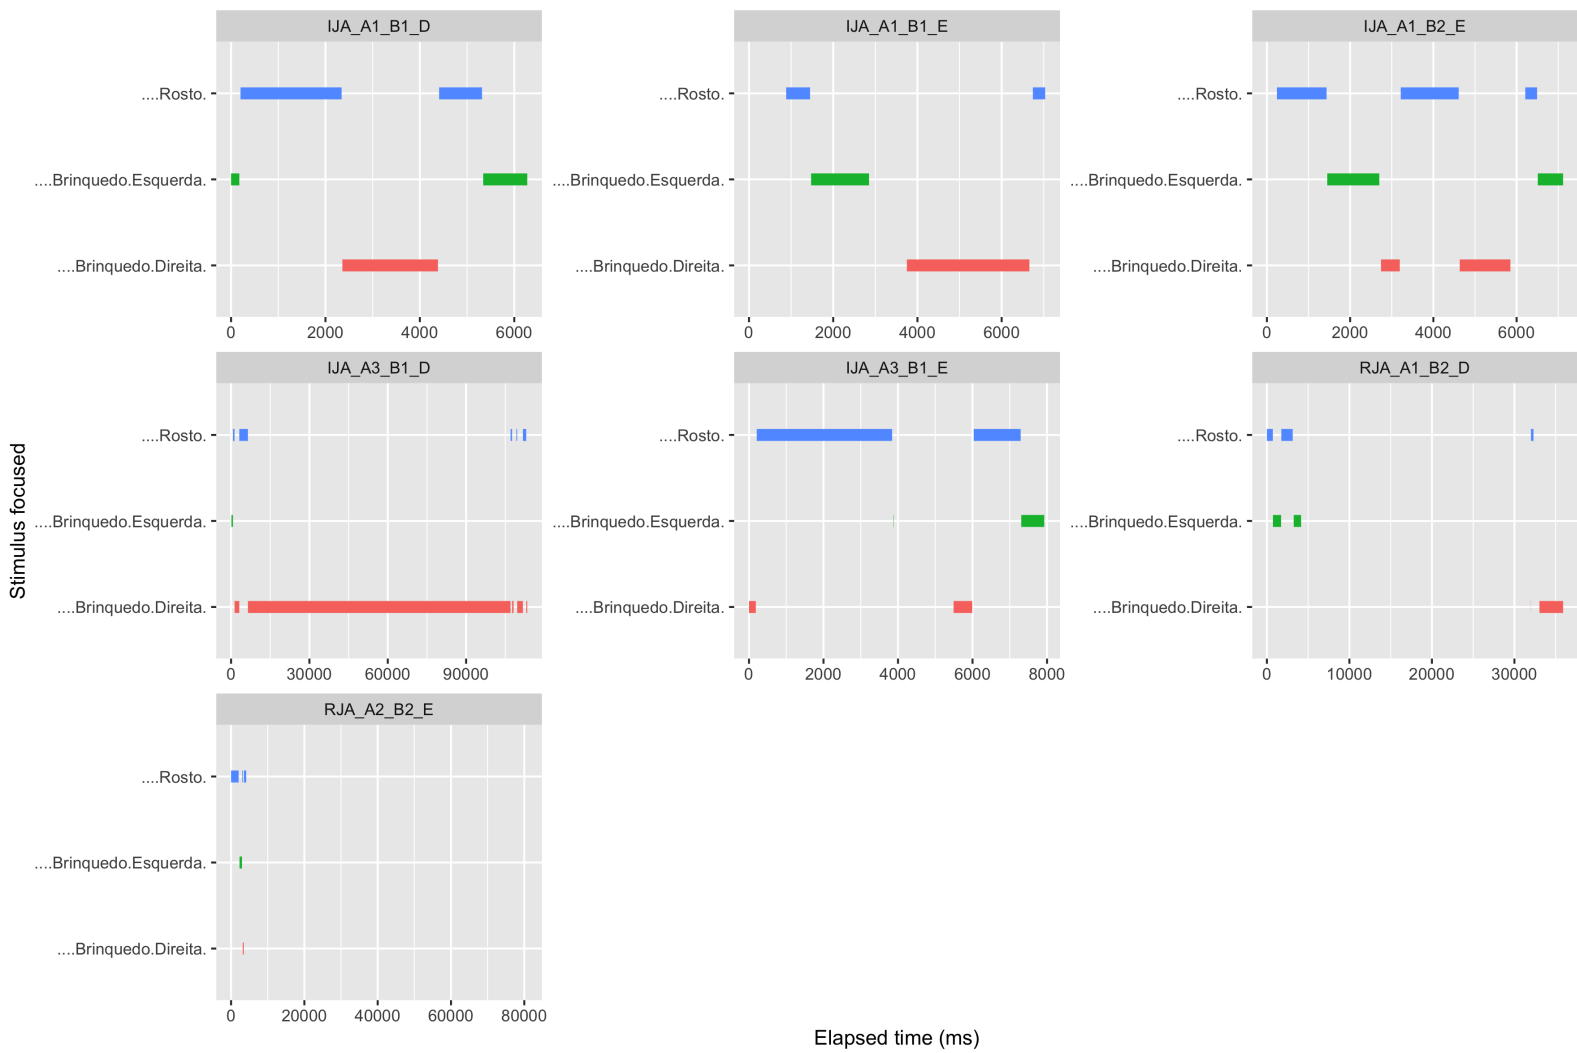 IJA_A1_B1_D
IJA_A1_B1_E
IJA_A1_B2_E
....Rosto.
....Rosto.
....Rosto.
....Brinquedo.Esquerda.
....Brinquedo.Esquerda.
....Brinquedo.Esquerda.
....Brinquedo.Direita.
....Brinquedo.Direita.
....Brinquedo.Direita.
0 2000 4000 6000
0 2000 4000 6000
0 2000 4000 6000
IJA_A3_B1_D
IJA_A3_B1_E
RJA_A1_B2_D
....Rosto.
....Rosto.
....Rosto.
....Brinquedo.Esquerda.
....Brinquedo.Esquerda.
....Brinquedo.Esquerda.
....Brinquedo.Direita.
....Brinquedo.Direita.
....Brinquedo.Direita.
0 30000 60000 90000
0 2000 4000 6000 8000
0 10000 20000 30000
RJA_A2_B2_E
....Rosto.
....Brinquedo.Esquerda.
....Brinquedo.Direita.
0 20000 40000 60000 80000
Stimulus focused
Elapsed time (ms)